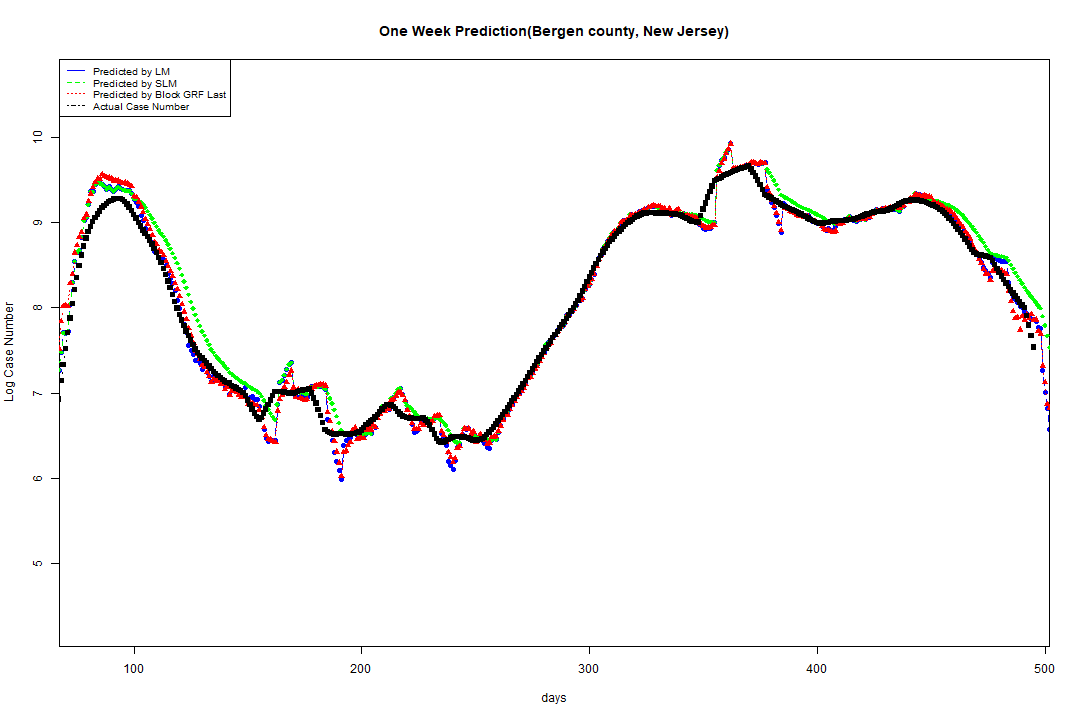 One Week Prediction(Bergen county, New Jersey)
Predicted by LM
Predicted by SLM
Predicted by Block GRF Last
Actual Case Number
10
9
8
7
6
5
Log Case Number
100 200 300 400 500
days